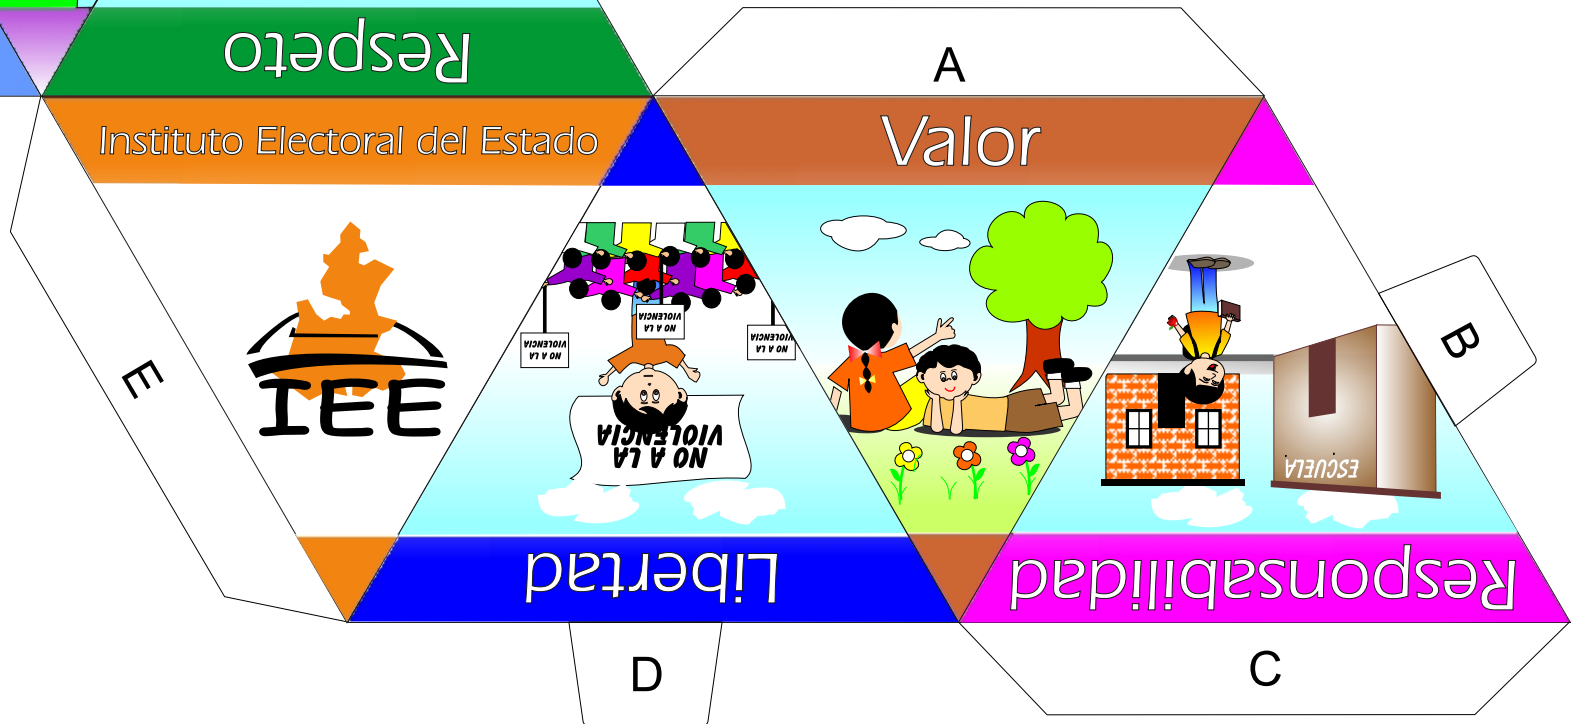 Respeto
A
Instituto Electoral del Estado
Valor
NO A LA
VIOLENCIA
NO A LA
VIOLENCIA
NO A LA
VIOLENCIA
B
E
IEE
NO A LA
VIOLENCIA
ESCUELA
Libertad
Responsabilidad
D
C